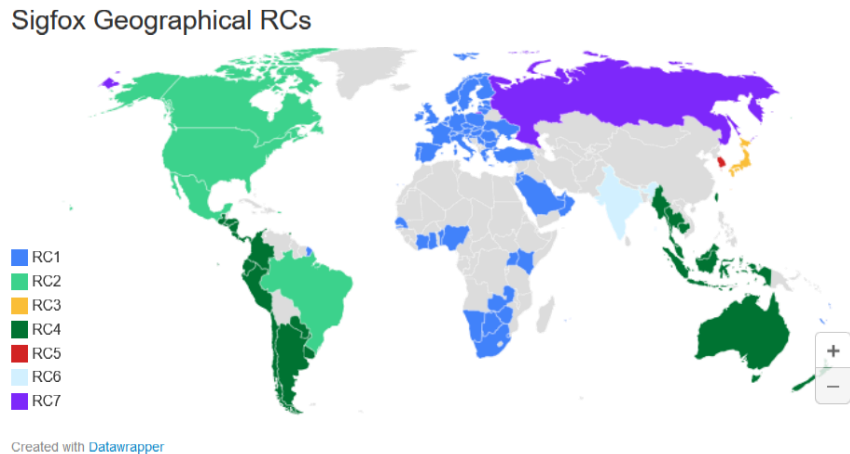 Sigfox Geographical RCs
RC1
RC2
RC3
RC4
RC5
RC6
RC7
+
−
Created with Datawrapper